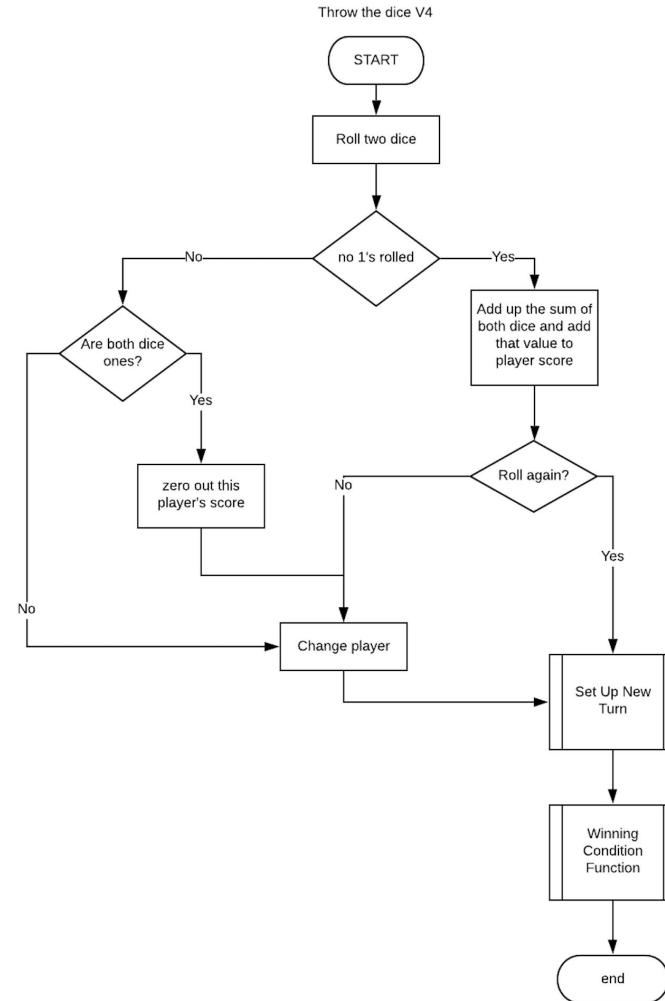 Throw the dice V4
START
Roll two dice
no 1's rolled
No
Yes
Are both dice
ones?
Add up the sum of
both dice and add
that value to
player score
Yes
Roll again?
zero out this
player's score
No
Yes
No
Change player
Set Up New
Turn
Winning
Condition
Function
end